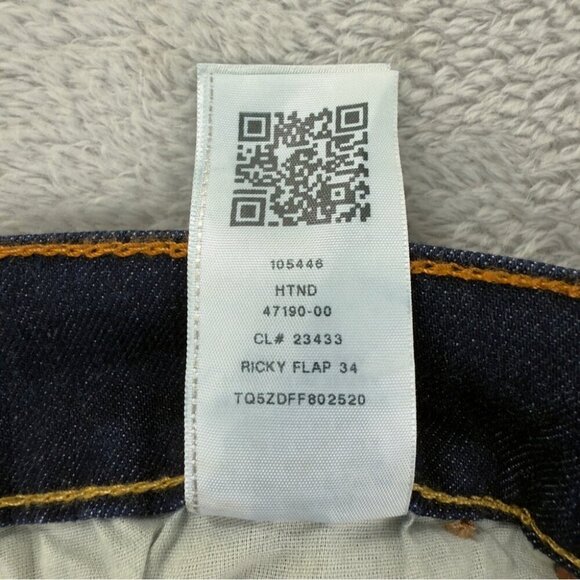 105446
HTND
47190-00
CL# 23433
RICKY FLAP 34
TQ5ZDFF802520